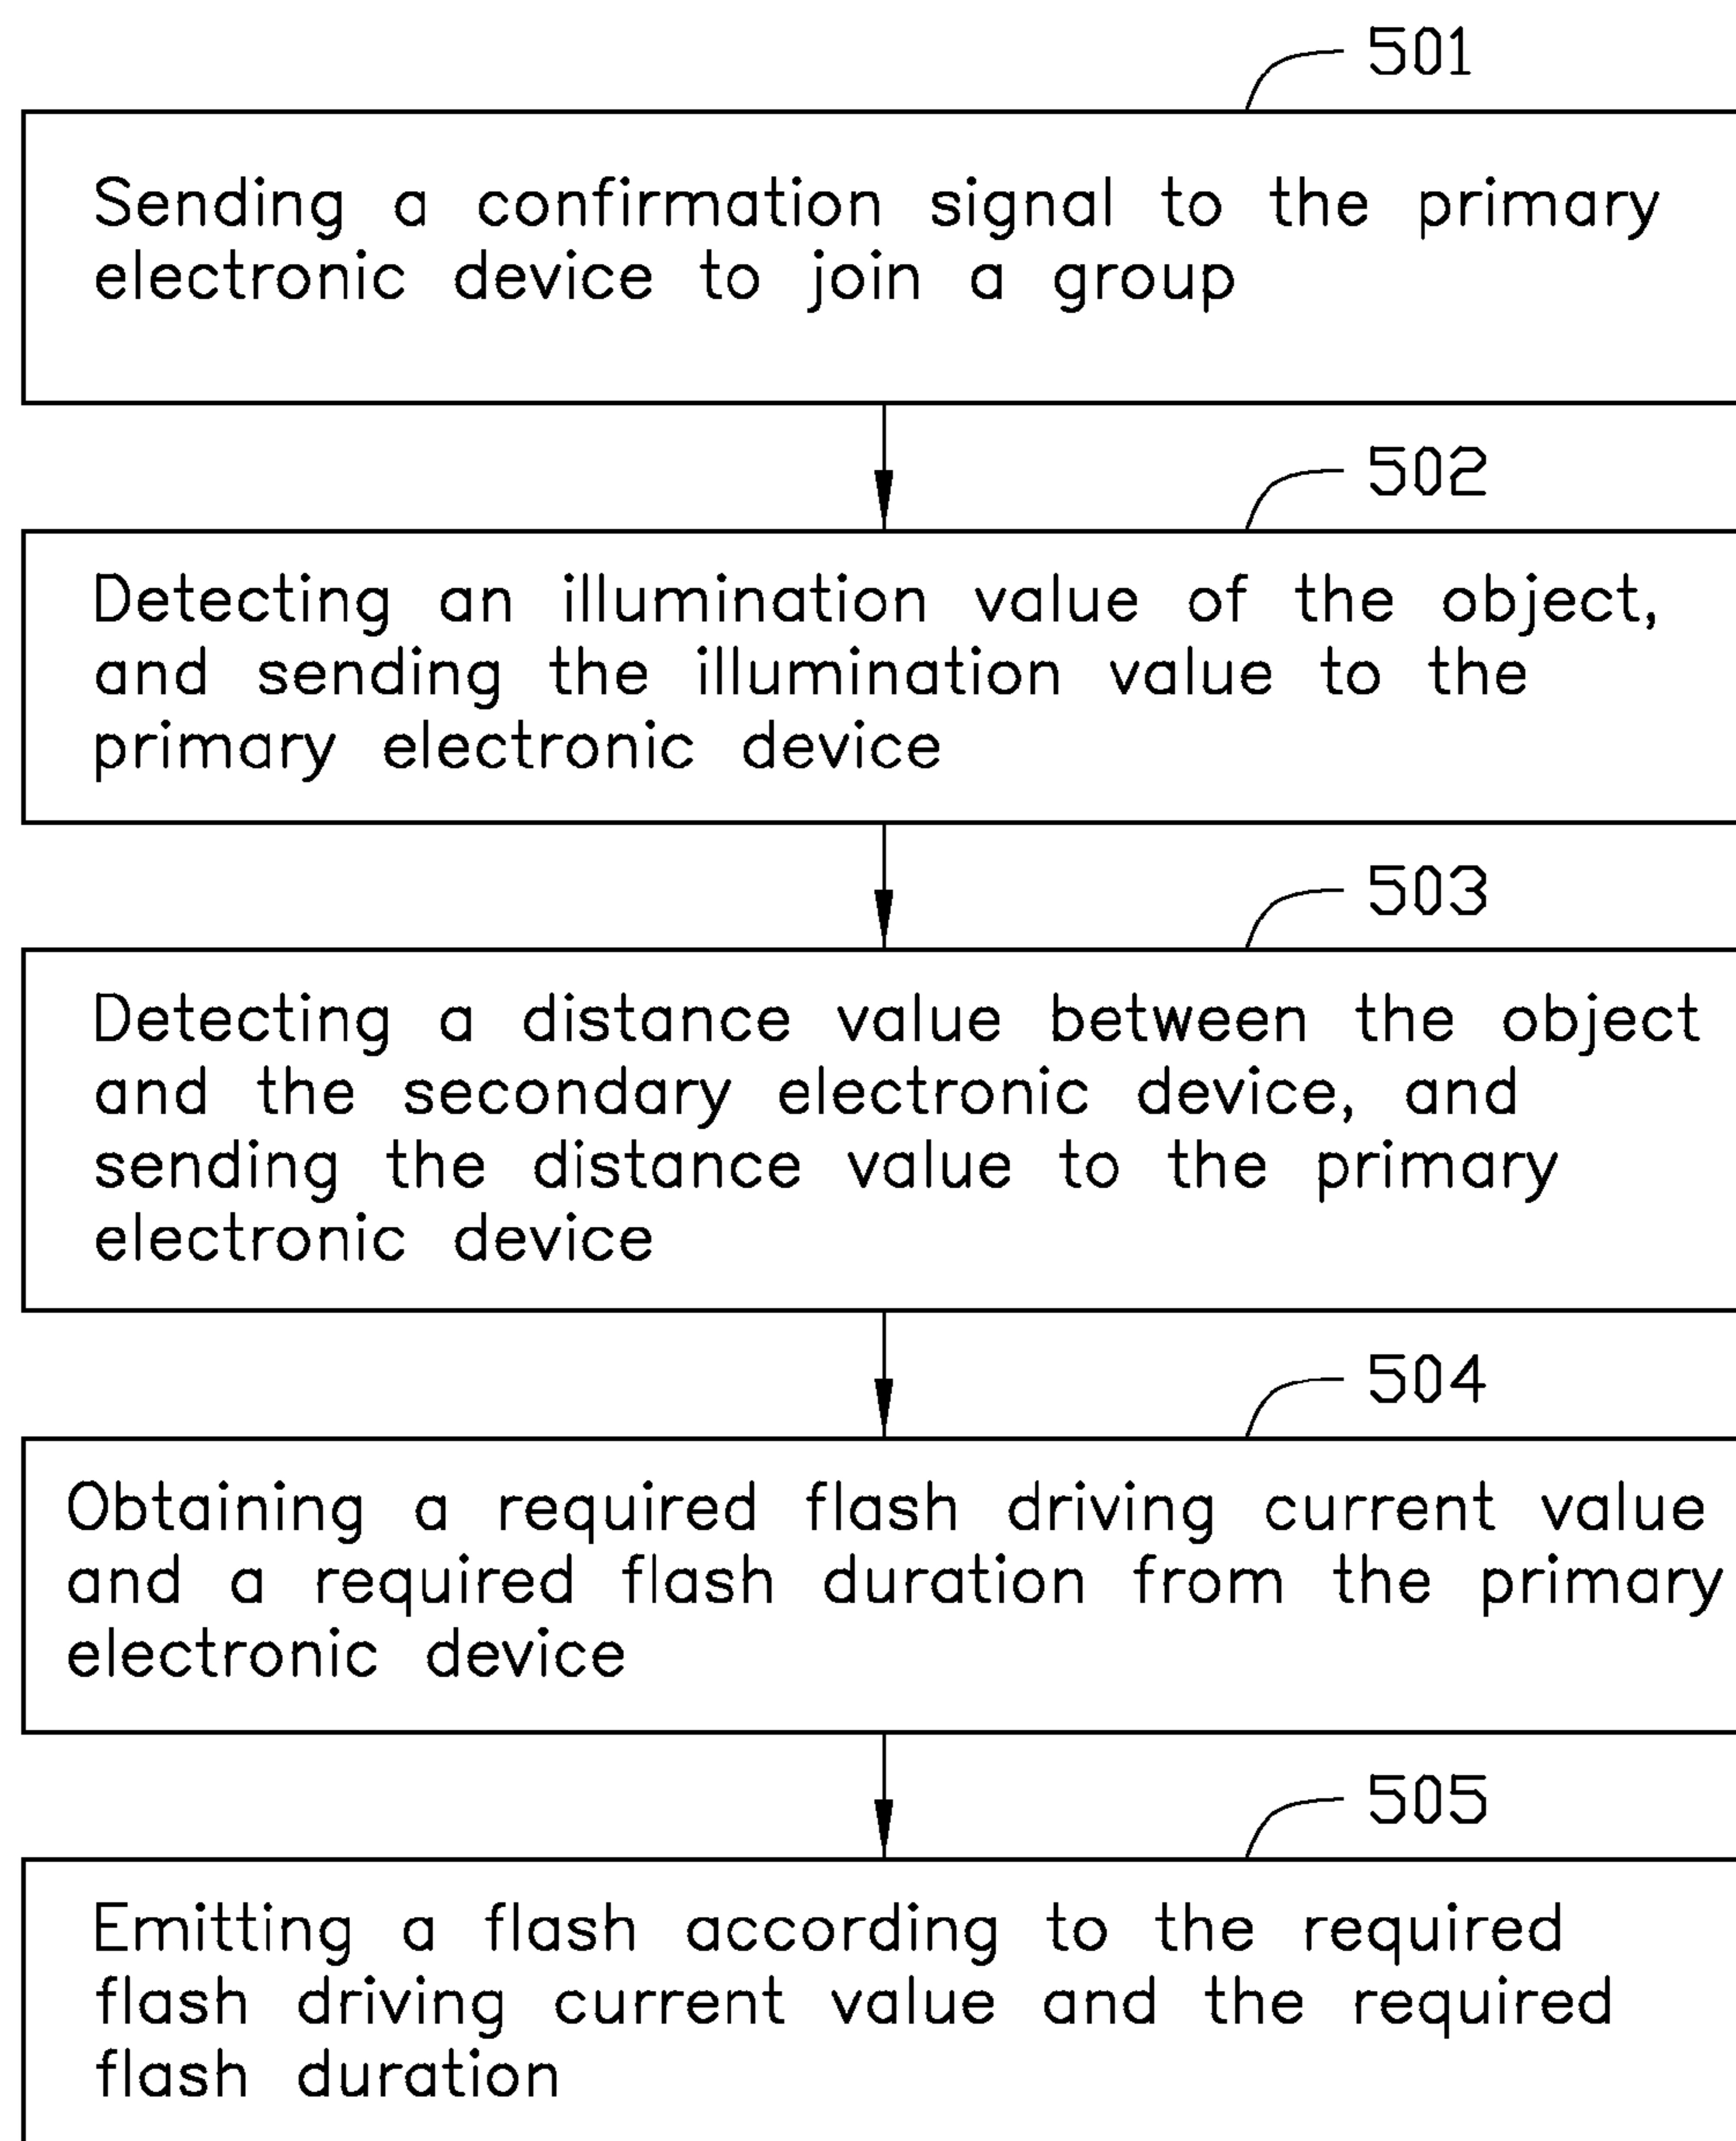 501
Sending a confirmation signal to the primary
electronic device to join a group
502
Detecting an illumination value of the object,
and sending the illumination value to the
primary electronic device
503
Detecting a distance value between the object
and the secondary electronic device, and
sending the distance value to the primary
electronic device
504
Obtaining a required flash driving current value
and a required flash duration from the primary
electronic device
505
Emitting a flash according to the required
flash driving current value and the required
flash duration